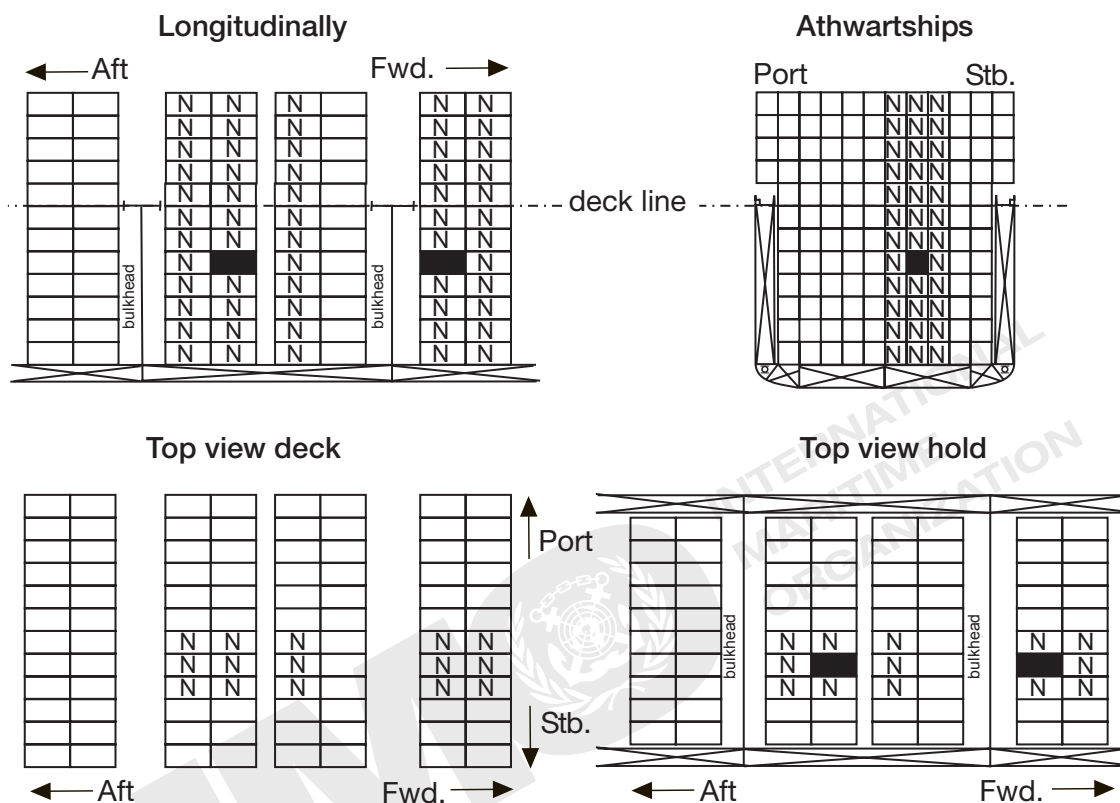 Longitudinally
Athwartships
Aft Fwd. Port Stb.
N N N N N N N N
N N N N N N N N
N N N N N N N N
N N N N N N N N
N N N N N N N N
deck line
N N N N N N N N
N N N N N N N N
N N N N N
N N N N N N N N
N N N N N N N N
N N N N N N N N
N N N N N N N N
bulkhead
bulkhead
Top view deck
Top view hold
Port
N N N N N
N N N N N
N N N N N
Stb.
Aft Fwd.
bulkhead
bulkhead
N N N N N
N N N
N N N N N
Aft Fwd.
INTERNATIONAL
MARITIME
ORGANIZATION
IMO